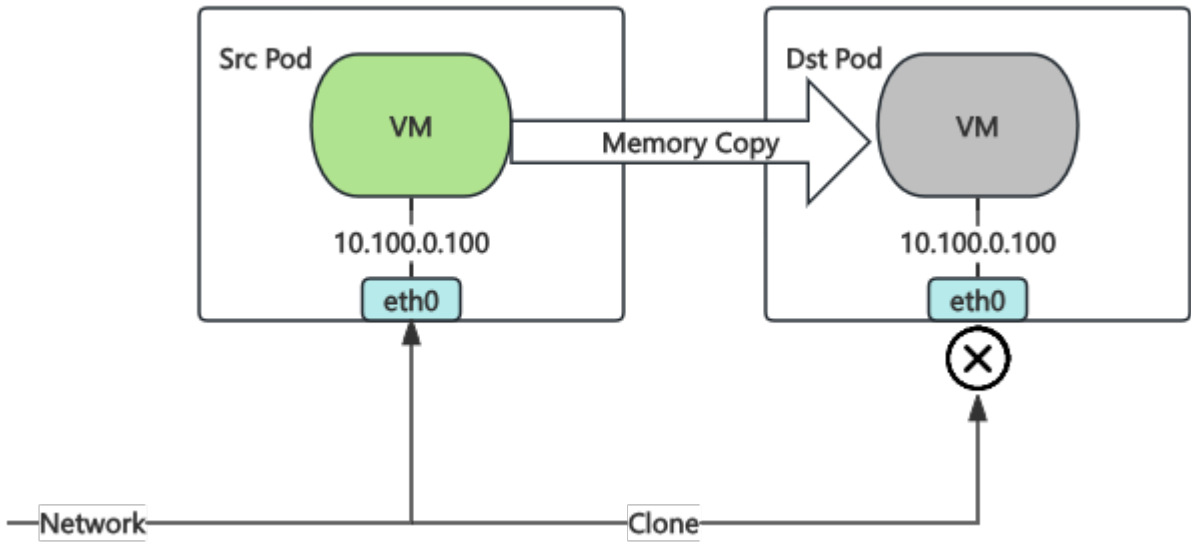 Src Pod
VM
Memory Copy
10.100.0.100
eth0
Dst Pod
VM
10.100.0.100
eth0
Network
Clone